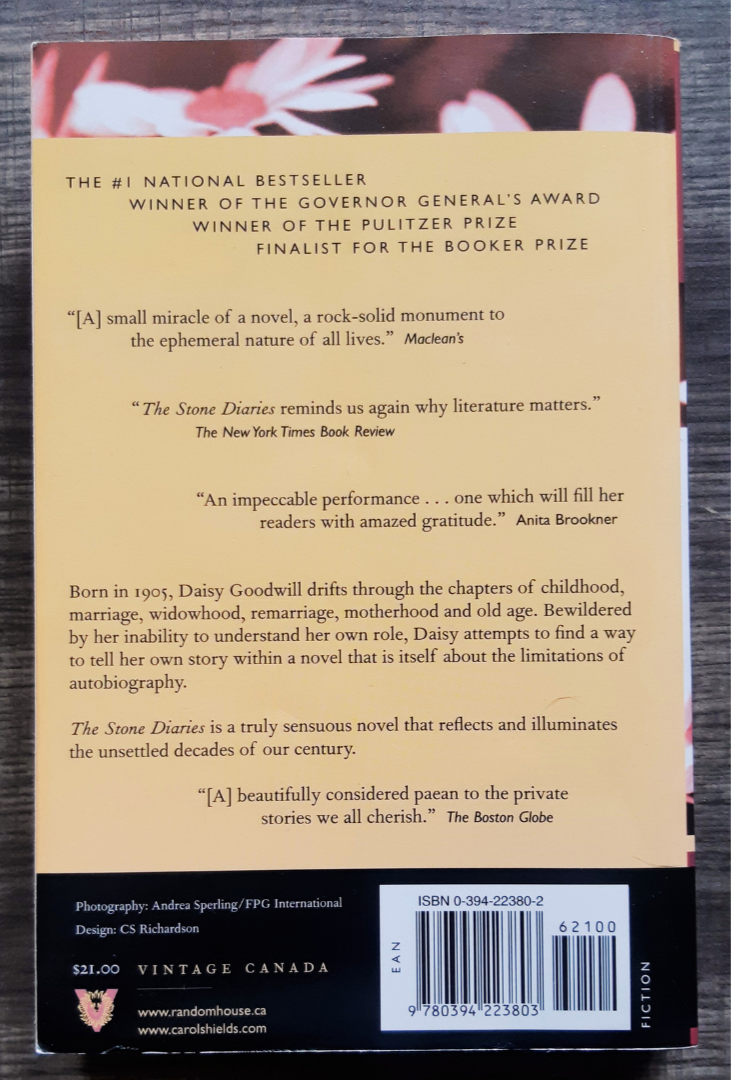 THE #1 NATIONAL BESTSELLER
WINNER OF THE GOVERNOR GENERAL'S AWARD
WINNER OF THE PULITZER PRIZE
FINALIST FOR THE BOOKER PRIZE
“[A] small miracle of a novel, a rock-solid monument to
the ephemeral nature of all lives.” Maclean's
“The Stone Diaries reminds us again why literature matters.”
The New York Times Book Review
“An impeccable performance . . . one which will fill her
readers with amazed gratitude.” Anita Brookner
Born in 1905, Daisy Goodwill drifts through the chapters of childhood,
marriage, widowhood, remarriage, motherhood and old age. Bewildered
by her inability to understand her own role, Daisy attempts to find a way
to tell her own story within a novel that is itself about the limitations of
autobiography.
The Stone Diaries is a truly sensuous novel that reflects and illuminates
the unsettled decades of our century.
“[A] beautifully considered paean to the private
stories we all cherish.” The Boston Globe
Photography: Andrea Sperling/FPG International
Design: CS Richardson
$21.00 VINTAGE CANADA
www.randomhouse.ca
www.carolshields.com
ISBN 0-394-22380-2
62100
EAN
9 780394 223803
FICTION